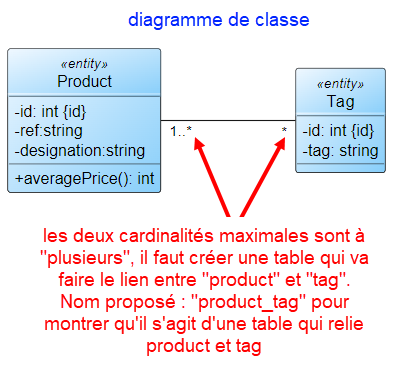 diagramme de classe
«entity»
Product
-id: int {id}
-ref:string
-designation:string
+averagePrice(): int
1..*
*
«entity»
Tag
-id: int {id}
-tag: string
les deux cardinalités maximales sont à
"plusieurs", il faut créer une table qui va
faire le lien entre "product" et "tag".
Nom proposé : "product_tag" pour
montrer qu'il s'agit d'une table qui relie
product et tag